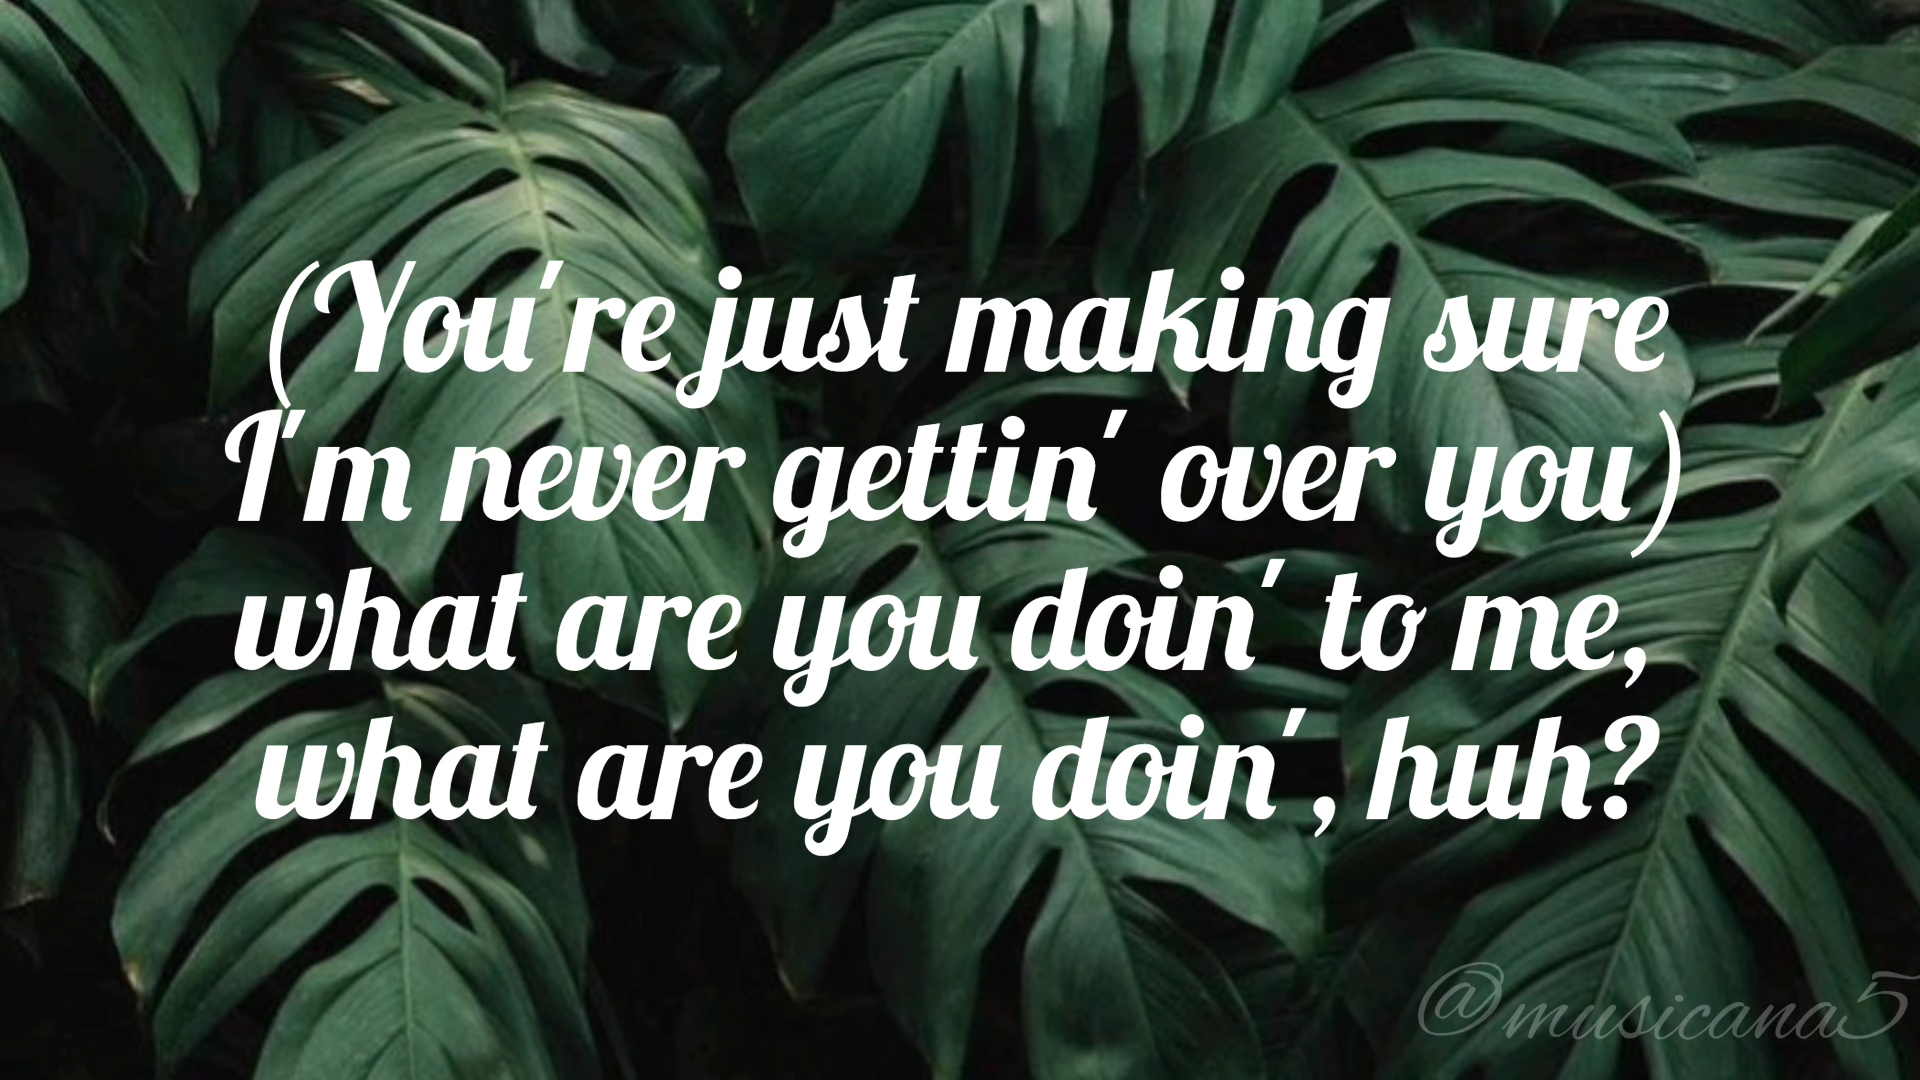 (You're just making sure
I'm never gettin' over you)
what are you doin' to me,
what are you doin', huh?
@musicana5